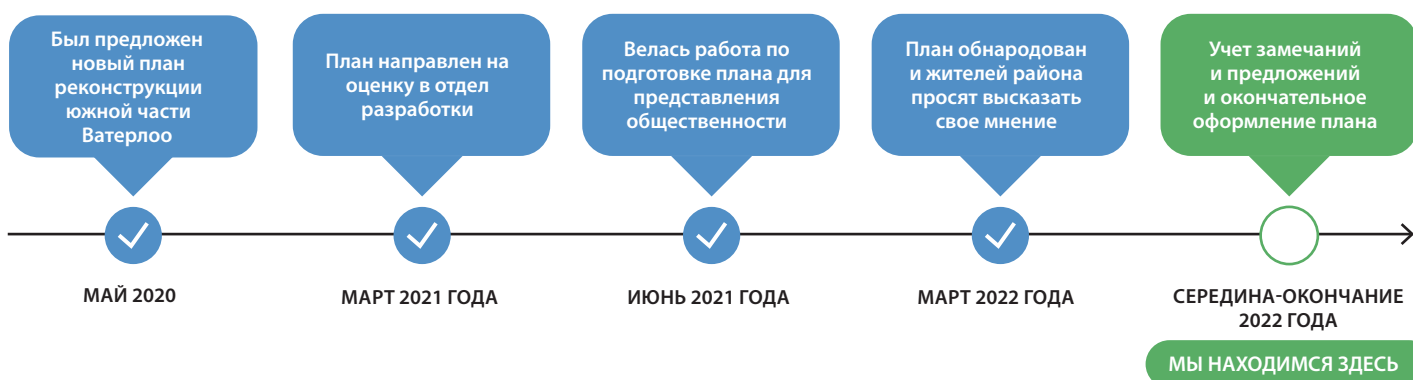 Был предложен
новый план
реконструкции
южной части
Ватерлоо
План направлен на
оценку в отдел
разработки
Велась работа по
подготовке плана для
представления
общественности
План обнародован
и жителей района
просят высказать
свое мнение
Учет замечаний
и предложений
и окончательное
оформление плана
МАЙ 2020
МАРТ 2021 ГОДА
ИЮНЬ 2021 ГОДА
МАРТ 2022 ГОДА
СЕРЕДИНА-ОКОНЧАНИЕ
2022 ГОДА
МЫ НАХОДИМСЯ ЗДЕСЬ